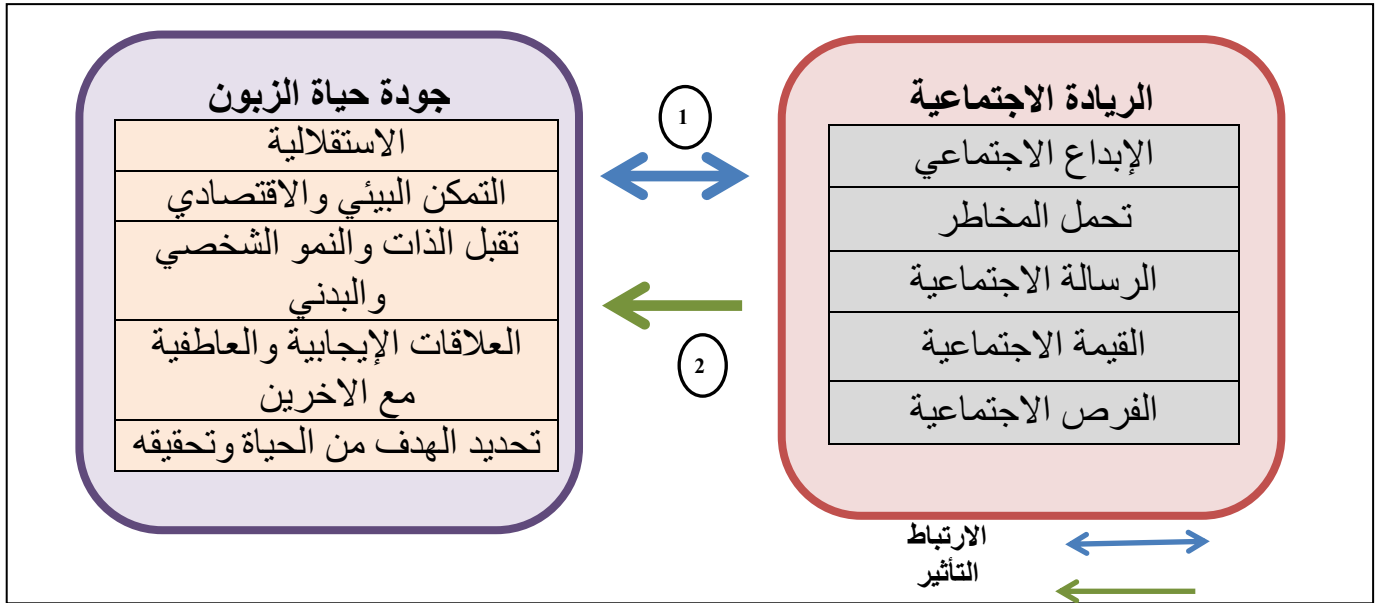 الريادة الاجتماعية
الإبداع الاجتماعي
تحمل المخاطر
الرسالة الاجتماعية
القيمة الاجتماعية
الفرص الاجتماعية
1
2
جودة حياة الزبون
الاستقلالية
التمكن البيئي والاقتصادي
تقبل الذات والنمو الشخصي
والبدني
العلاقات الإيجابية والعاطفية
مع الاخرين
تحديد الهدف من الحياة وتحقيقه
الارتباط
التأثير